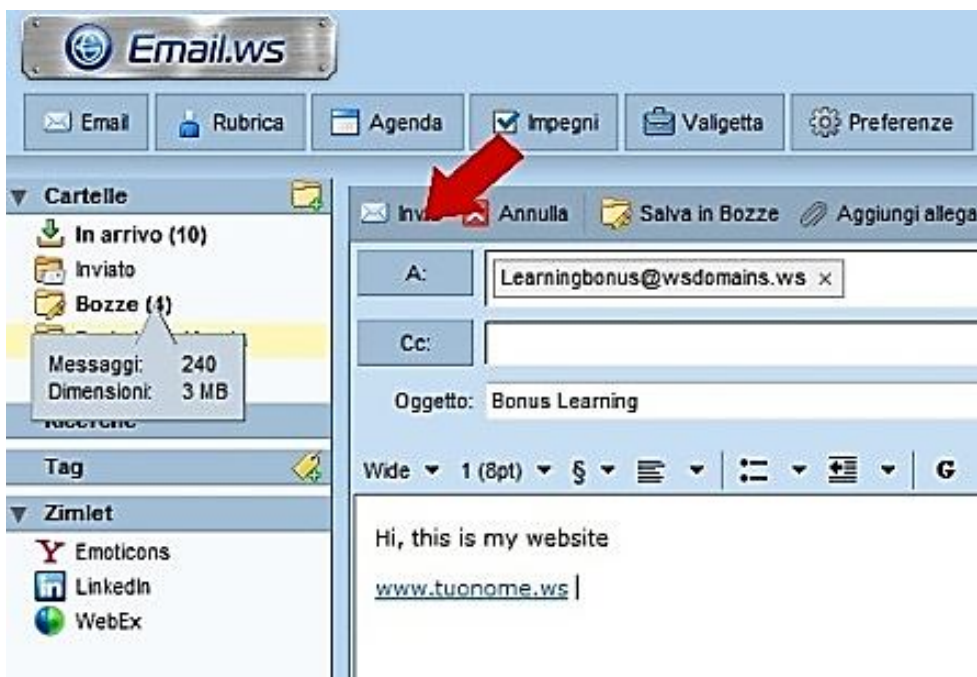 Email.ws
Email Rubrica Agenda Impegni Valigetta Preferenze
Cartelle
In arrivo (10)
Inviato
Bozze (4)
Messaggi: 240
Dimensioni: 3 MB
Tag
Zimlet
Emoticons
LinkedIn
WebEx
Annulla Salva in Bozze Aggiungi allega
A: Learningbonus@wsdomains.ws ×
Cc:
Oggetto: Bonus Learning
Wide 1 (8pt) § G
Hi, this is my website
www.tuonome.ws